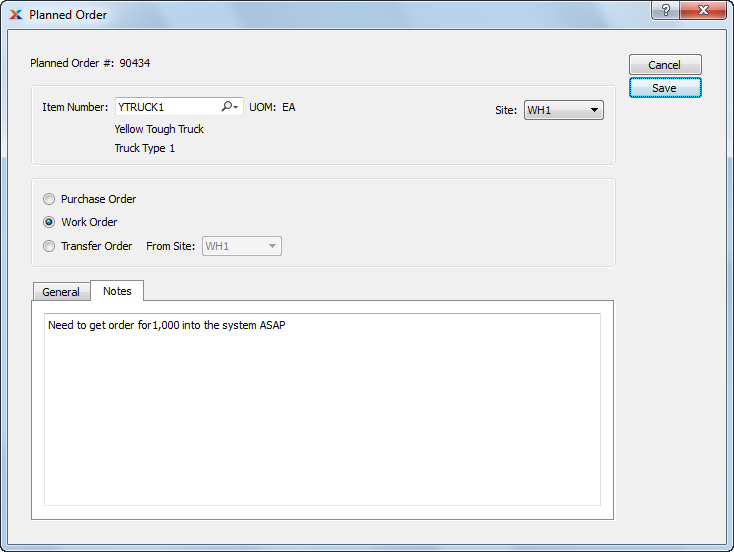 Planned Order
Planned Order #: 90434
Cancel
Save
Item Number: YTRUCK1 UOM: EA Site: WH1
Yellow Tough Truck
Truck Type 1
Purchase Order
Work Order
Transfer Order From Site: WH1
General Notes
Need to get order for1,000 into the system ASAP